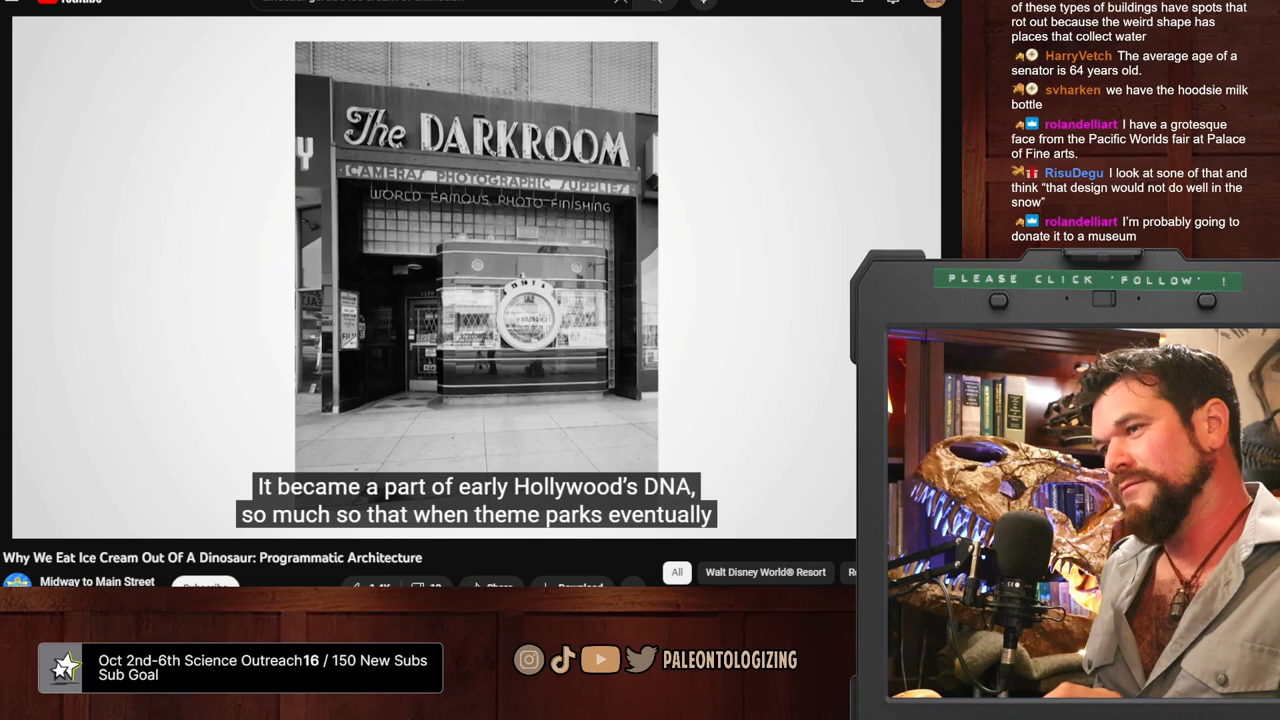 The DARKROOM
CAMERAS PHOTOGRAPHIC SUPPLIES
WORLD FAMOUS PHOTO FINISHING
It became a part of early Hollywood's DNA,
so much so that when theme parks eventually
Why We Eat Ice Cream Out Of A Dinosaur: Programmatic Architecture
Midway to Main Street
Subscribe
1.4K
Share
Download
All
Walt Disney World® Resort
of these types of buildings have spots that
rot out because the weird shape has
places that collect water
HarryVetch The average age of a
senator is 64 years old.
svharken we have the hoodsie milk
bottle
rolandelliart I have a grotesque
face from the Pacific Worlds fair at Palace
of Fine arts.
RisuDegu I look at sone of that and
think “that design would not do well in the
snow”
rolandelliart I’m probably going to
donate it to a museum
PLEASE CLICK 'FOLLOW' !
Oct 2nd-6th Science Outreach16 / 150 New Subs
Sub Goal
PALEONTOLOGIZING